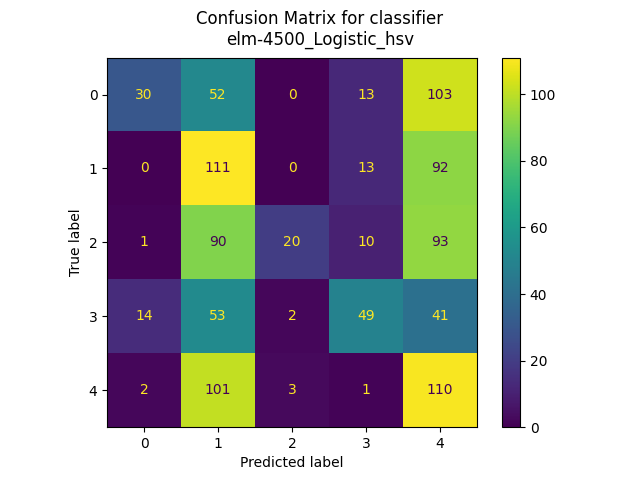 Confusion Matrix for classifier
elm-4500_Logistic_hsv
True label
0 30 52 0 13 103
1 0 111 0 13 92
2 1 90 20 10 93
3 14 53 2 49 41
4 2 101 3 1 110
0 1 2 3 4
Predicted label
100
80
60
40
20
0